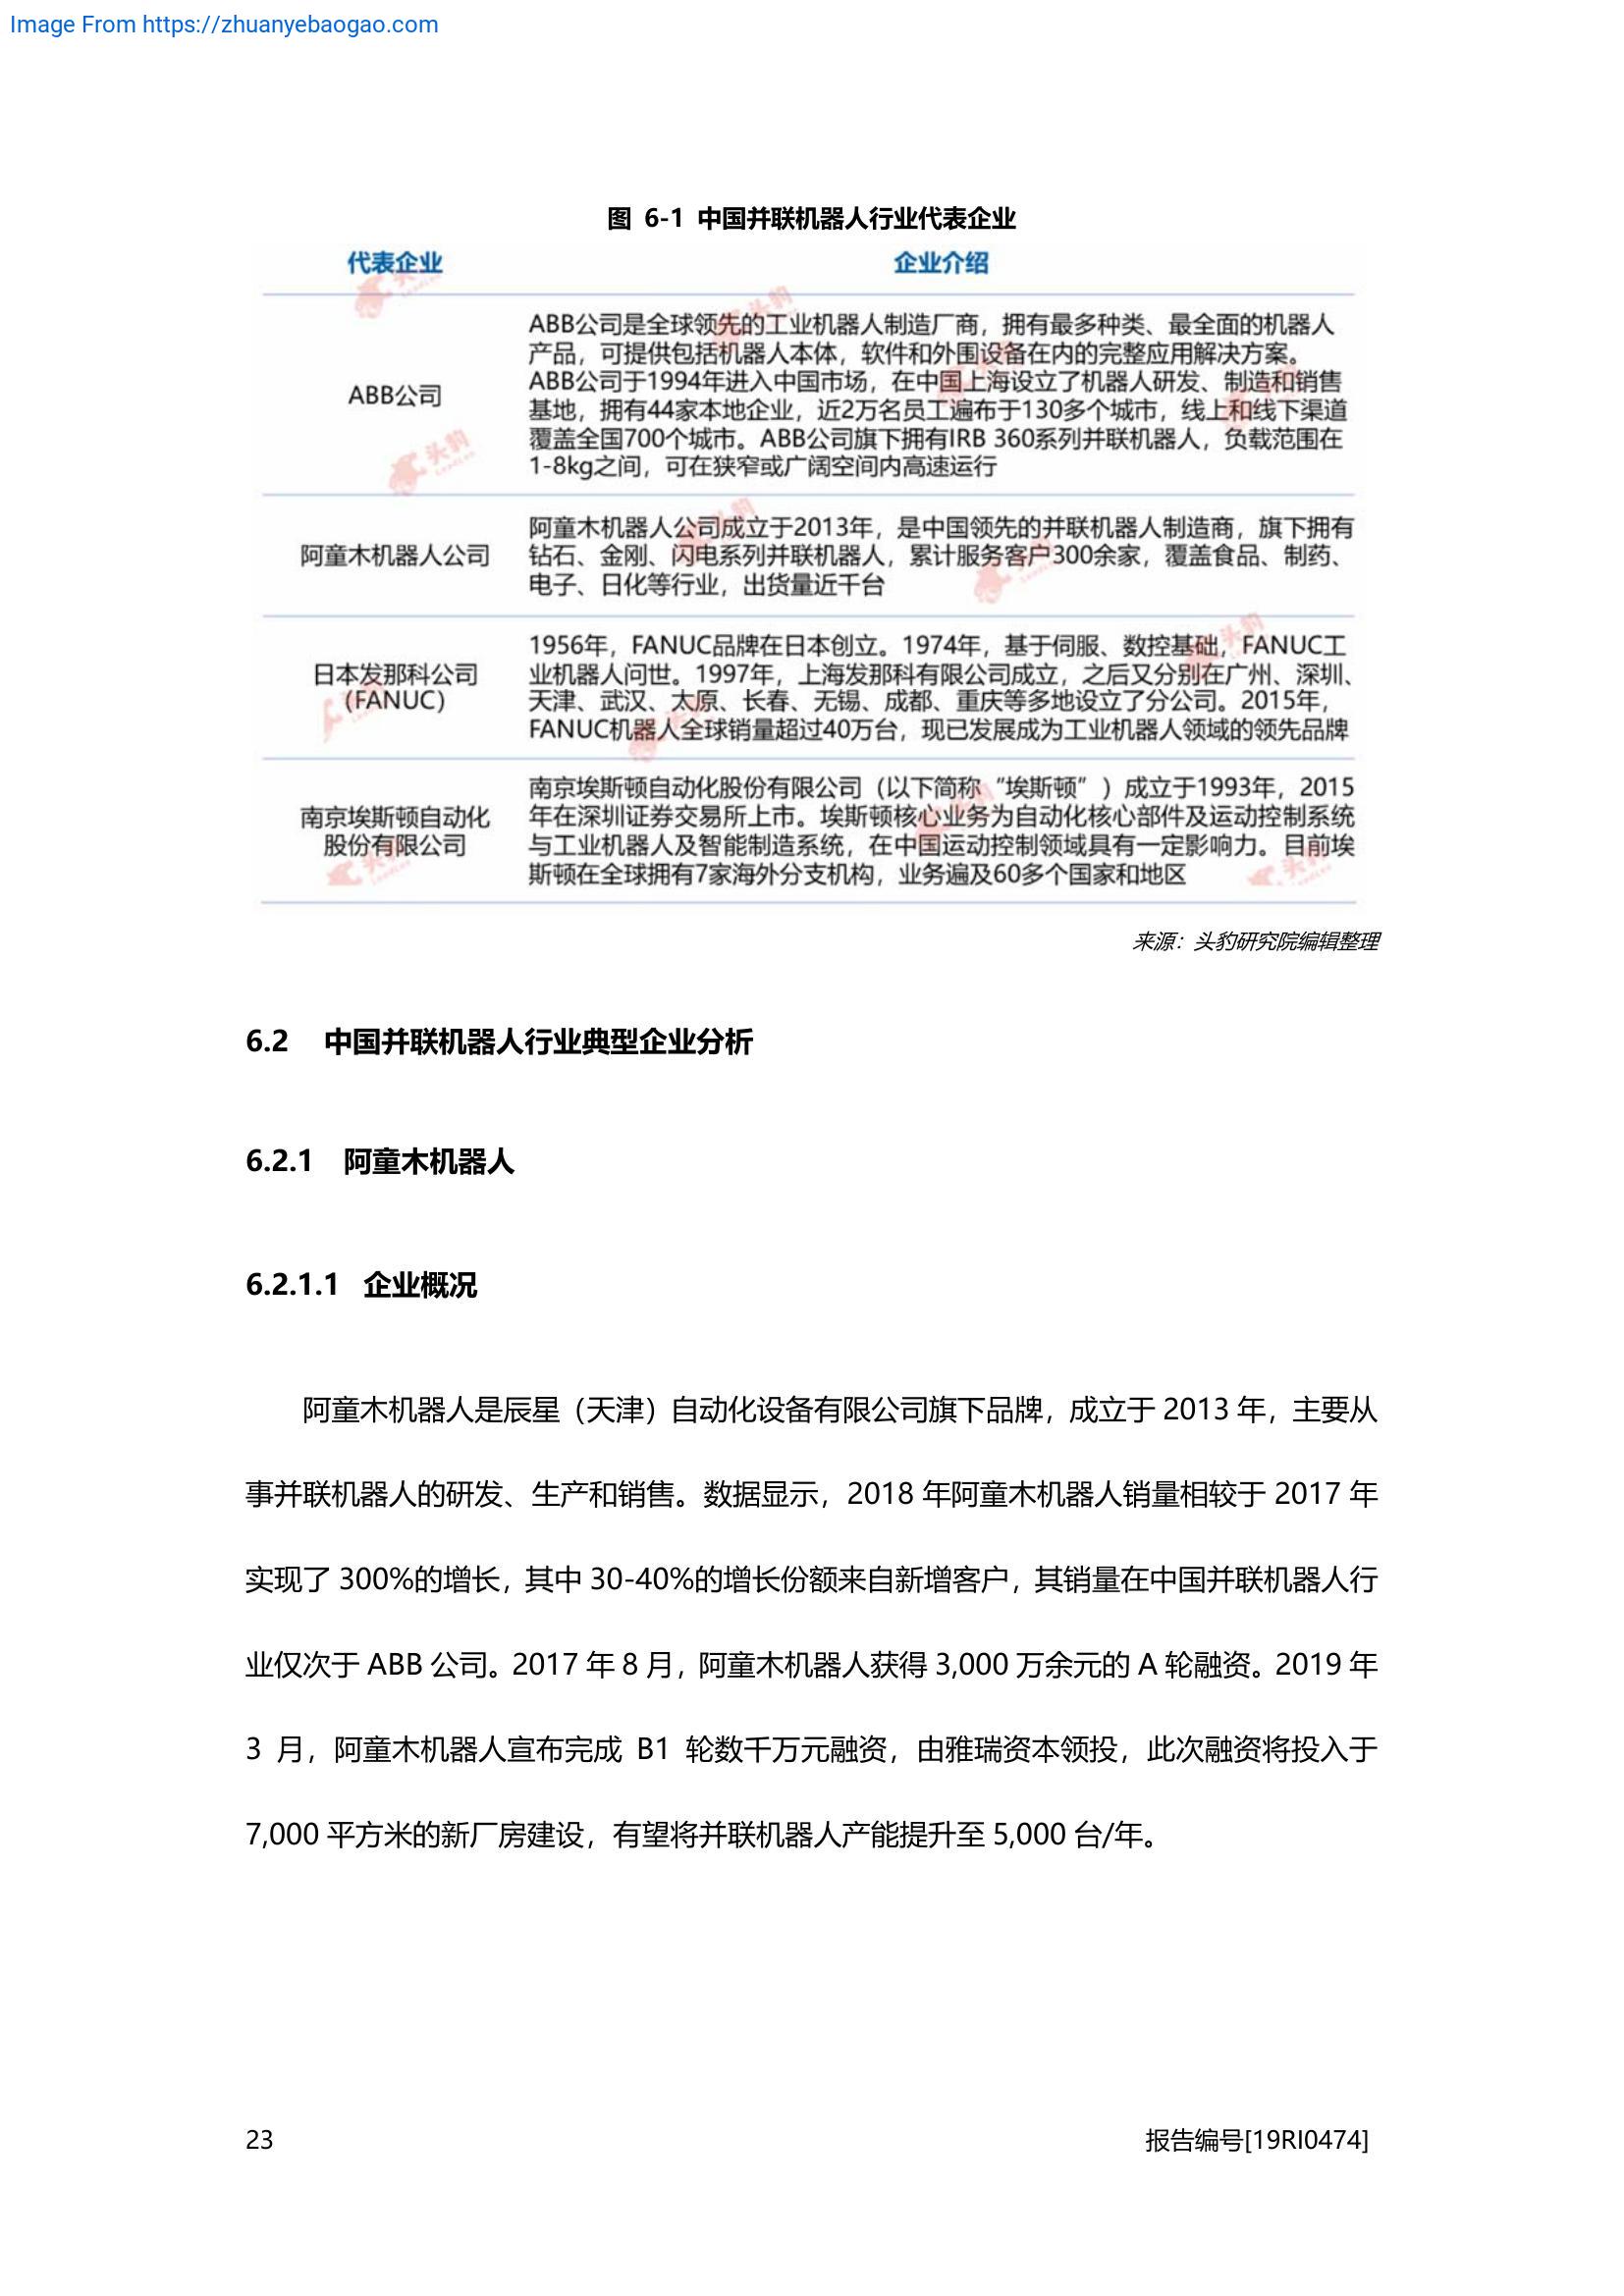 Image From https://zhuanyebaogao.com
图 6-1 中国并联机器人行业代表企业
代表企业 企业介绍
ABB公司
ABB公司是全球领先的工业机器人制造厂商，拥有最多种类、最全面的机器人
产品，可提供包括机器人本体，软件和外围设备在内的完整应用解决方案。
ABB公司于1994年进入中国市场，在中国上海设立了机器人研发、制造和销售
基地，拥有44家本地企业，近2万名员工遍布于130多个城市，线上和线下渠道
覆盖全国700个城市。ABB公司旗下拥有IRB 360系列并联机器人，负载范围在
1-8kg之间，可在狭窄或广阔空间内高速运行
阿童木机器人公司
阿童木机器人公司成立于2013年，是中国领先的并联机器人制造商，旗下拥有
钻石、金刚、闪电系列并联机器人，累计服务客户300余家，覆盖食品、制药、
电子、日化等行业，出货量近千台
日本发那科公司
（FANUC）
1956年，FANUC品牌在日本创立。1974年，基于伺服、数控基础，FANUC工
业机器人问世。1997年，上海发那科有限公司成立，之后又分别在广州、深圳、
天津、武汉、太原、长春、无锡、成都、重庆等多地设立了分公司。2015年，
FANUC机器人全球销量超过40万台，现已发展成为工业机器人领域的领先品牌
南京埃斯顿自动化
股份有限公司
南京埃斯顿自动化股份有限公司（以下简称“埃斯顿”）成立于1993年，2015
年在深圳证券交易所上市。埃斯顿核心业务为自动化核心部件及运动控制系统
与工业机器人及智能制造系统，在中国运动控制领域具有一定影响力。目前埃
斯顿在全球拥有7家海外分支机构，业务遍及60多个国家和地区
来源：头豹研究院编辑整理
6.2 中国并联机器人行业典型企业分析
6.2.1 阿童木机器人
6.2.1.1 企业概况
阿童木机器人是辰星（天津）自动化设备有限公司旗下品牌，成立于 2013 年，主要从
事并联机器人的研发、生产和销售。数据显示，2018 年阿童木机器人销量相较于 2017 年
实现了 300%的增长，其中 30-40%的增长份额来自新增客户，其销量在中国并联机器人行
业仅次于 ABB 公司。2017 年 8 月，阿童木机器人获得 3,000 万余元的 A 轮融资。2019 年
3 月，阿童木机器人宣布完成 B1 轮数千万元融资，由雅瑞资本领投，此次融资将投入于
7,000 平方米的新厂房建设，有望将并联机器人产能提升至 5,000 台/年。
23 报告编号[19RI0474]